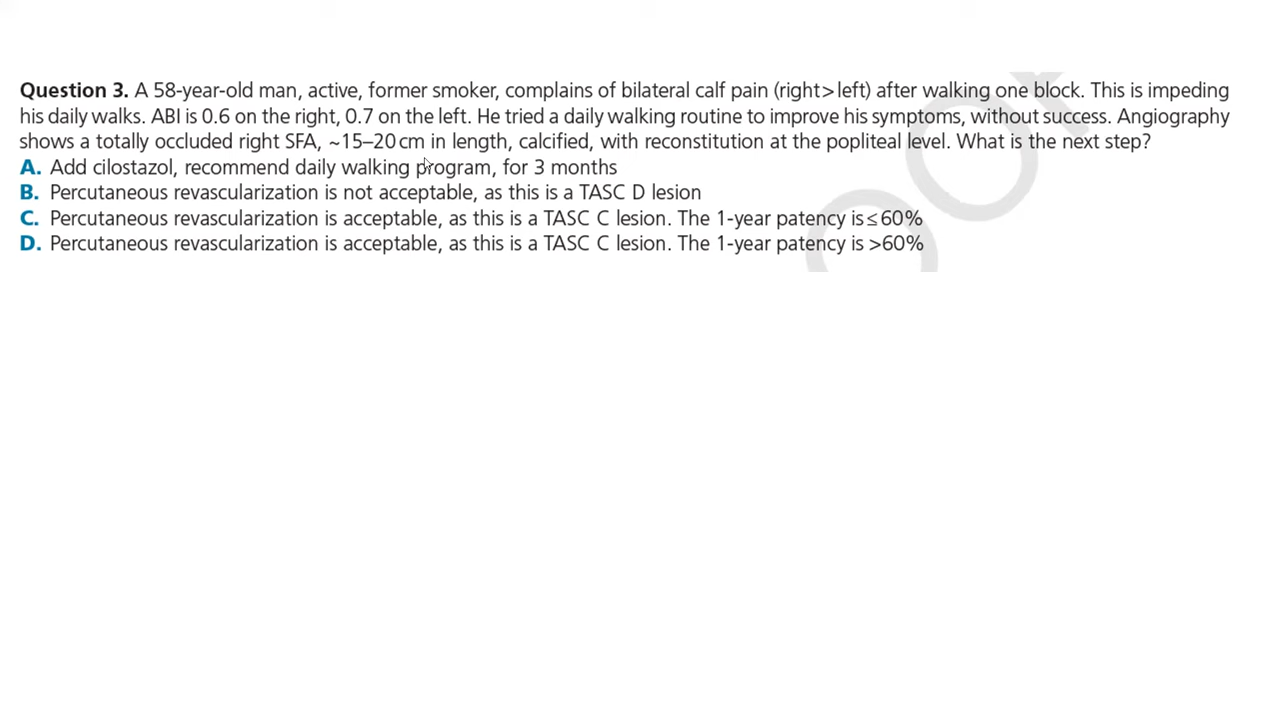 Question 3. A 58-year-old man, active, former smoker, complains of bilateral calf pain (right>left) after walking one block. This is impeding
his daily walks. ABI is 0.6 on the right, 0.7 on the left. He tried a daily walking routine to improve his symptoms, without success. Angiography
shows a totally occluded right SFA, ~15–20 cm in length, calcified, with reconstitution at the popliteal level. What is the next step?
A. Add cilostazol, recommend daily walking program, for 3 months
B. Percutaneous revascularization is not acceptable, as this is a TASC D lesion
C. Percutaneous revascularization is acceptable, as this is a TASC C lesion. The 1-year patency is ≤60%
D. Percutaneous revascularization is acceptable, as this is a TASC C lesion. The 1-year patency is >60%